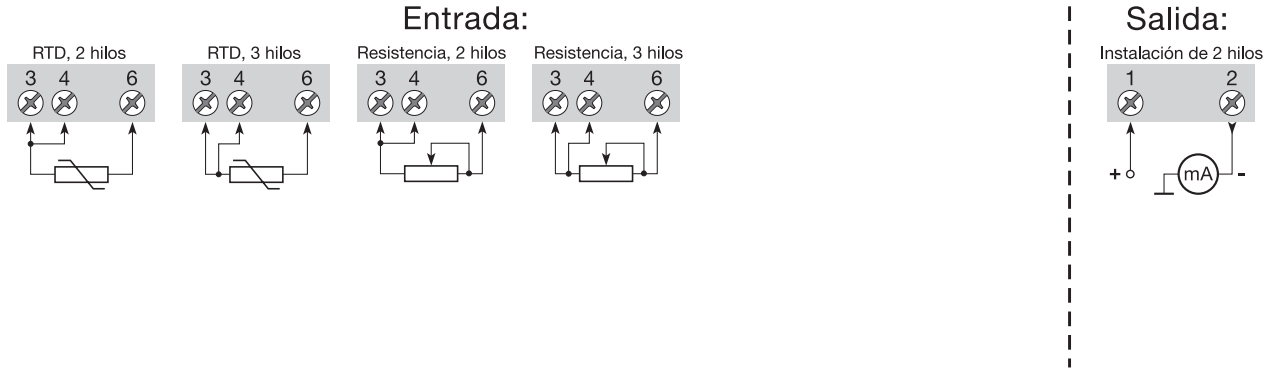 Entrada:
Salida:
RTD, 2 hilos
RTD, 3 hilos
Resistencia, 2 hilos
Resistencia, 3 hilos
Instalación de 2 hilos
3 4 6
3 4 6
3 4 6
3 4 6
1 2
+ mA -